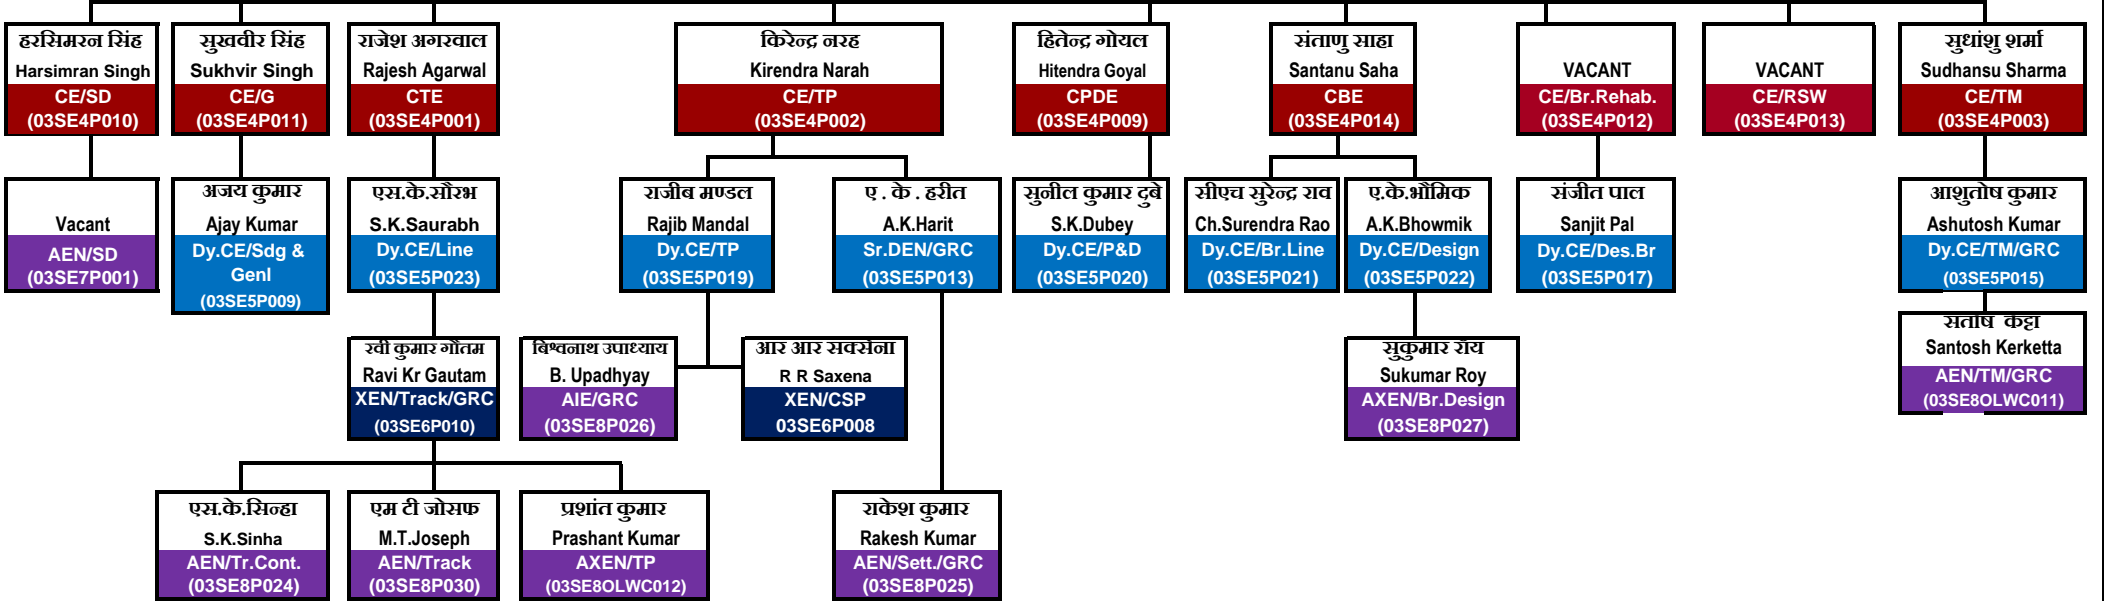 हरसिमरन सिंह
Harsimran Singh
CE/SD
(03SE4P010)
सुखवीर सिंह
Sukhvir Singh
CE/G
(03SE4P011)
राजेश अगरवाल
Rajesh Agarwal
CTE
(03SE4P001)
किरेन्द्र नरह
Kirendra Narah
CE/TP
(03SE4P002)
हितेन्द्र गोयल
Hitendra Goyal
CPDE
(03SE4P009)
संताणु साहा
Santanu Saha
CBE
(03SE4P014)
VACANT
CE/Br.Rehab.
(03SE4P012)
VACANT
CE/RSW
(03SE4P013)
सुधांशु शर्मा
Sudhansu Sharma
CE/TM
(03SE4P003)
Vacant
AEN/SD
(03SE7P001)
अजय कुमार
Ajay Kumar
Dy.CE/Sdg &
Genl
(03SE5P009)
एस.के.सौरभ
S.K.Saurabh
Dy.CE/Line
(03SE5P023)
राजीब मण्डल
Rajib Mandal
Dy.CE/TP
(03SE5P019)
ए . के . हरीत
A.K.Harit
Sr.DEN/GRC
(03SE5P013)
सुनील कुमार दुबे
S.K.Dubey
Dy.CE/P&D
(03SE5P020)
सीएच सुरेन्द्र राव
Ch.Surendra Rao
Dy.CE/Br.Line
(03SE5P021)
ए.के.भौमिक
A.K.Bhowmik
Dy.CE/Design
(03SE5P022)
संजीत पाल
Sanjit Pal
Dy.CE/Des.Br
(03SE5P017)
आशुतोष कुमार
Ashutosh Kumar
Dy.CE/TM/GRC
(03SE5P015)
रवी कुमार गौतम
Ravi Kr Gautam
XEN/Track/GRC
(03SE6P010)
बिश्वनाथ उपाध्याय
B. Upadhyay
AIE/GRC
(03SE8P026)
आर आर सक्सेना
R R Saxena
XEN/CSP
03SE6P008
सुकुमार रॉय
Sukumar Roy
AXEN/Br.Design
(03SE8P027)
संतोष केट्टा
Santosh Kerketta
AEN/TM/GRC
(03SE8OLWC011)
एस.के.सिन्हा
S.K.Sinha
AEN/Tr.Cont.
(03SE8P024)
एम टी जोसफ
M.T.Joseph
AEN/Track
(03SE8P030)
प्रशांत कुमार
Prashant Kumar
AXEN/TP
(03SE8OLWC012)
राकेश कुमार
Rakesh Kumar
AEN/Sett./GRC
(03SE8P025)